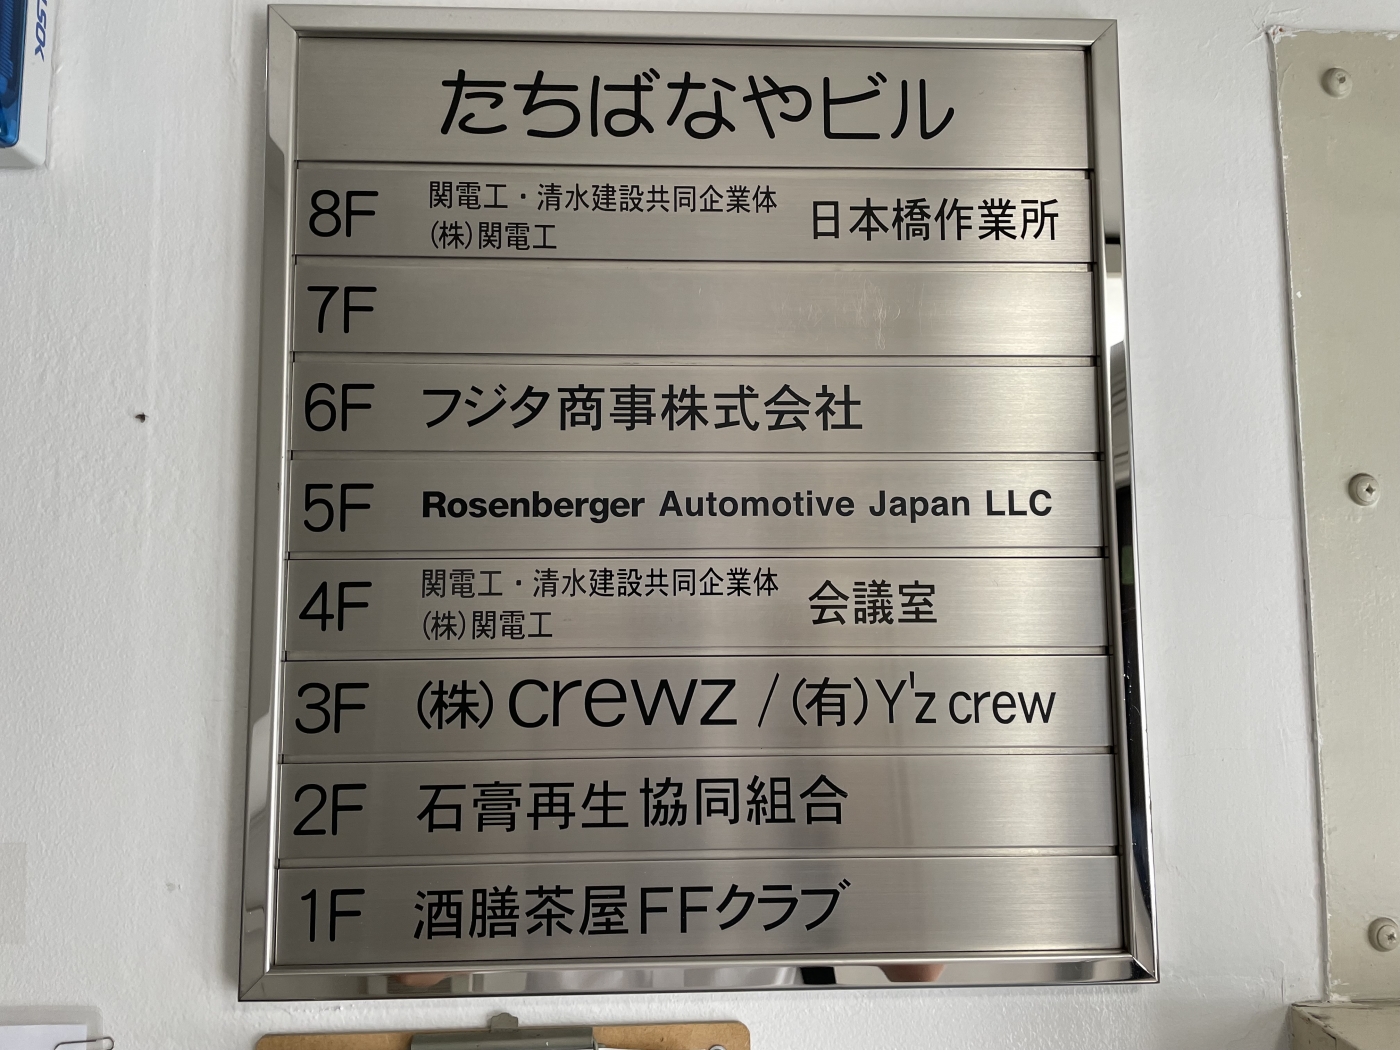 たちばなやビル
8F 関電工・清水建設共同企業体 日本橋作業所
(株)関電工
7F
6F フジタ商事株式会社
5F Rosenberger Automotive Japan LLC
4F 関電工・清水建設共同企業体 会議室
(株)関電工
3F (株)crewz / (有)Y'z crew
2F 石膏再生協同組合
1F 酒膳茶屋FFクラブ